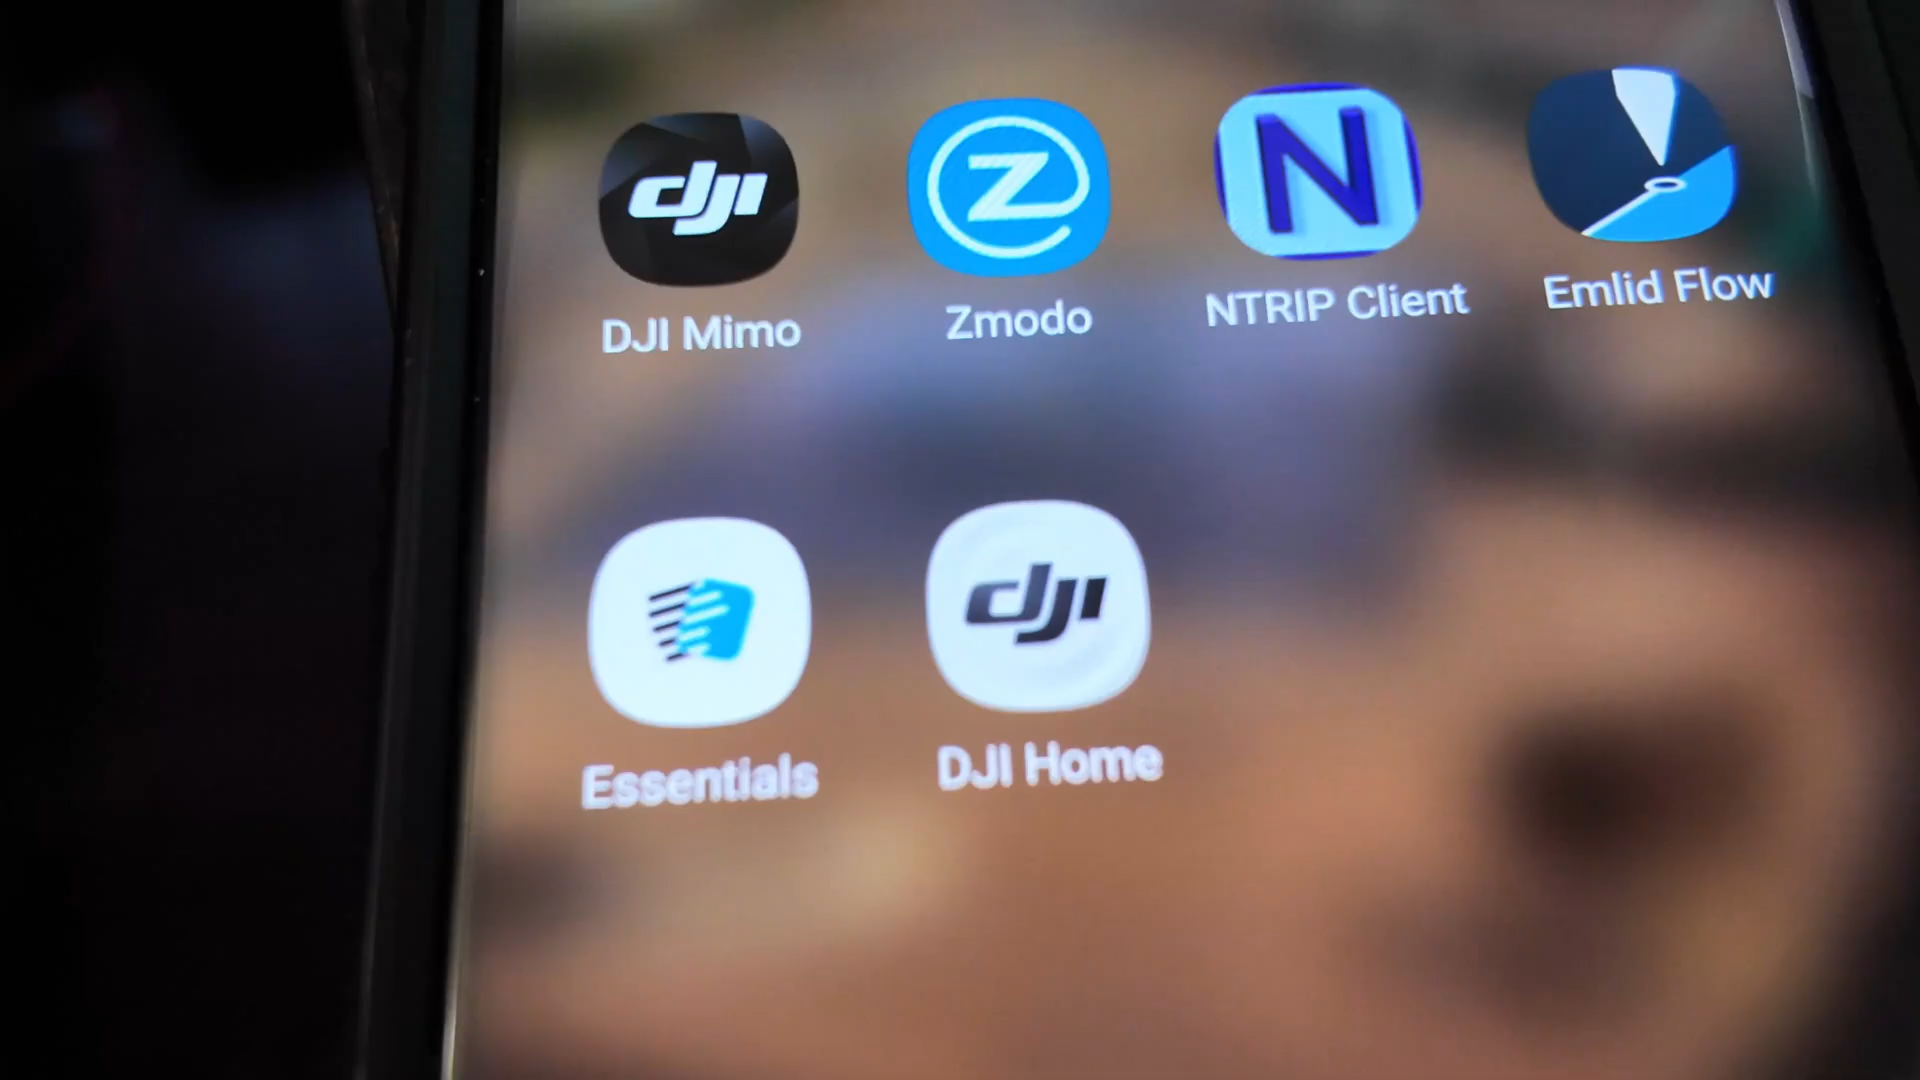 dji
Z
N
DJI Mimo
Zmodo
NTRIP Client
Emlid Flow
dji
Essentials
DJI Home